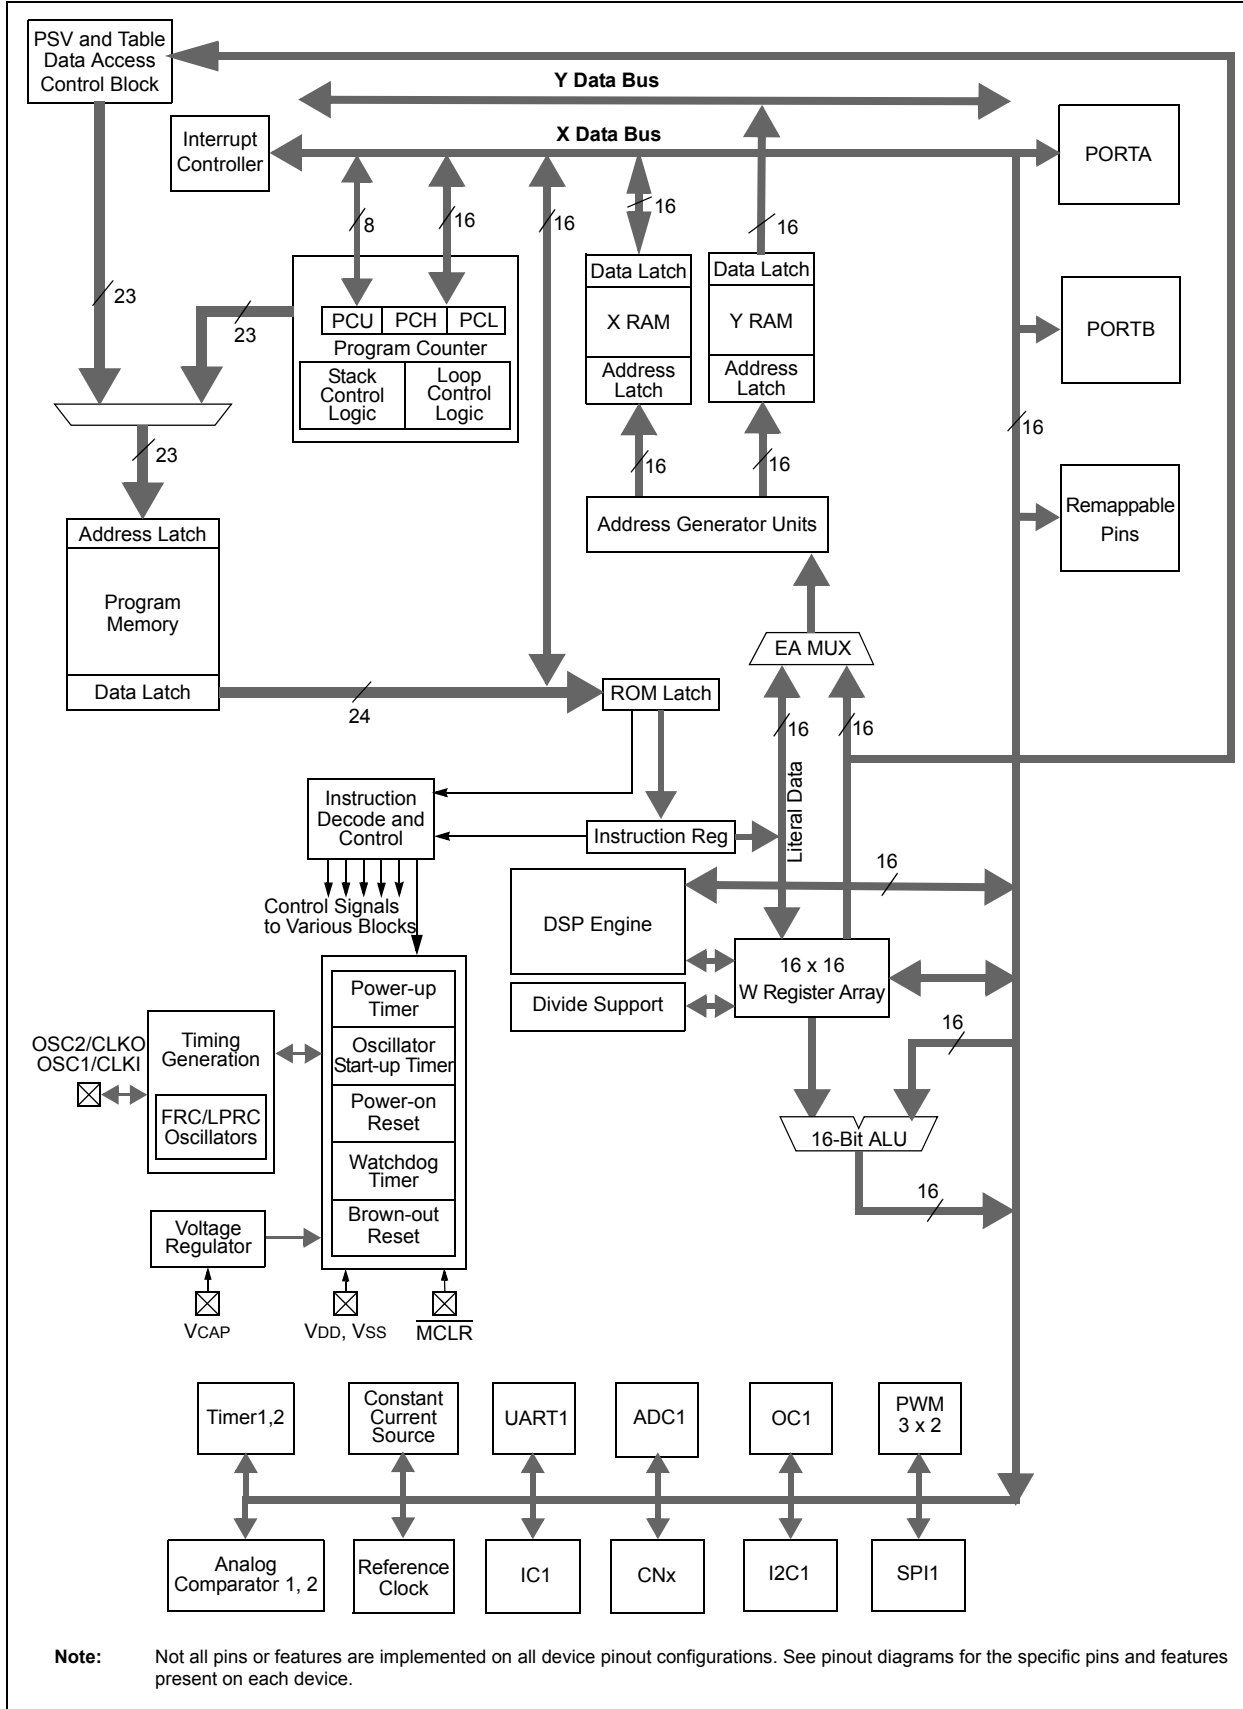 PSV and Table
Data Access
Control Block
Y Data Bus
X Data Bus
Interrupt
Controller
PORTA
8
16
16
16
16
23
23
Data Latch
X RAM
Address
Latch
Data Latch
Y RAM
Address
Latch
PCU
PCH
PCL
Program Counter
Stack
Control
Logic
Loop
Control
Logic
PORTB
16
23
16
16
Address Generator Units
Remappable
Pins
Address Latch
Program
Memory
Data Latch
24
EA MUX
ROM Latch
16
16
Literal Data
Instruction
Decode and
Control
Instruction Reg
Control Signals
to Various Blocks
16
DSP Engine
16 x 16
W Register Array
Divide Support
Power-up
Timer
Oscillator
Start-up Timer
Power-on
Reset
Watchdog
Timer
Brown-out
Reset
OSC2/CLKO
OSC1/CLKI
Timing
Generation
FRC/LPRC
Oscillators
16
16-Bit ALU
16
Voltage
Regulator
VCAP
VDD, VSS
MCLR
Timer1,2
Constant
Current
Source
UART1
ADC1
OC1
PWM
3 x 2
Analog
Comparator 1, 2
Reference
Clock
IC1
CNx
I2C1
SPI1
Note: Not all pins or features are implemented on all device pinout configurations. See pinout diagrams for the specific pins and features
present on each device.